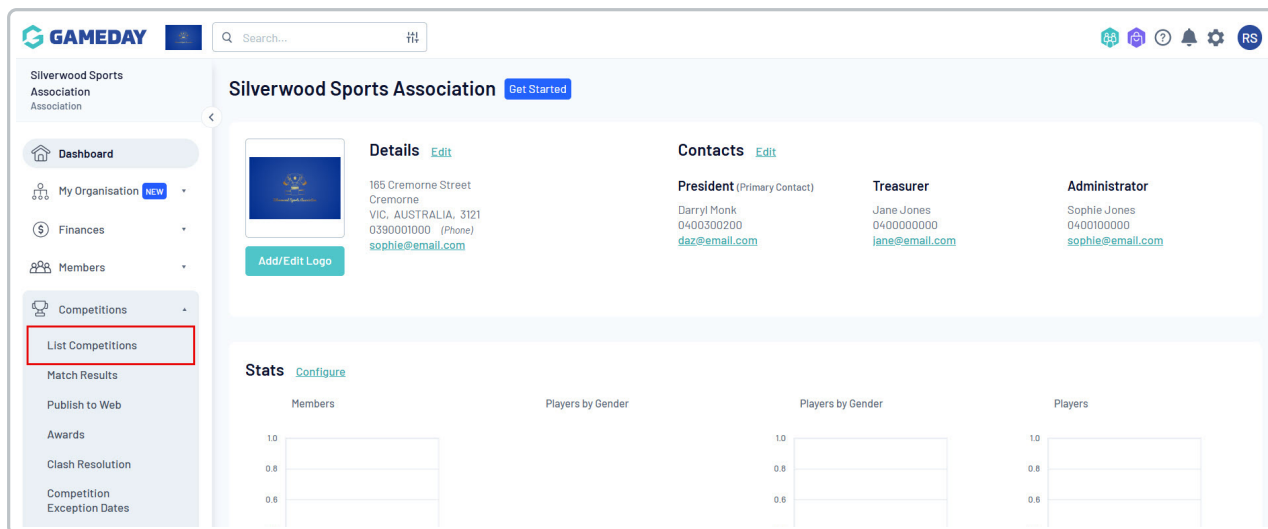 GAMEDAY
Search...
RS
Silverwood Sports
Association
Association
Dashboard
My Organisation NEW
Finances
Members
Competitions
List Competitions
Match Results
Publish to Web
Awards
Clash Resolution
Competition
Exception Dates
Silverwood Sports Association Get Started
Add/Edit Logo
Details Edit
165 Cremorne Street
Cremorne
VIC, AUSTRALIA, 3121
0390001000 (Phone)
sophie@email.com
Contacts Edit
President (Primary Contact)
Darryl Monk
0400300200
daz@email.com
Treasurer
Jane Jones
0400000000
jane@email.com
Administrator
Sophie Jones
0400100000
sophie@email.com
Stats Configure
Members
1.0
0.8
0.6
Players by Gender
Players by Gender
1.0
0.8
0.6
Players
1.0
0.8
0.6